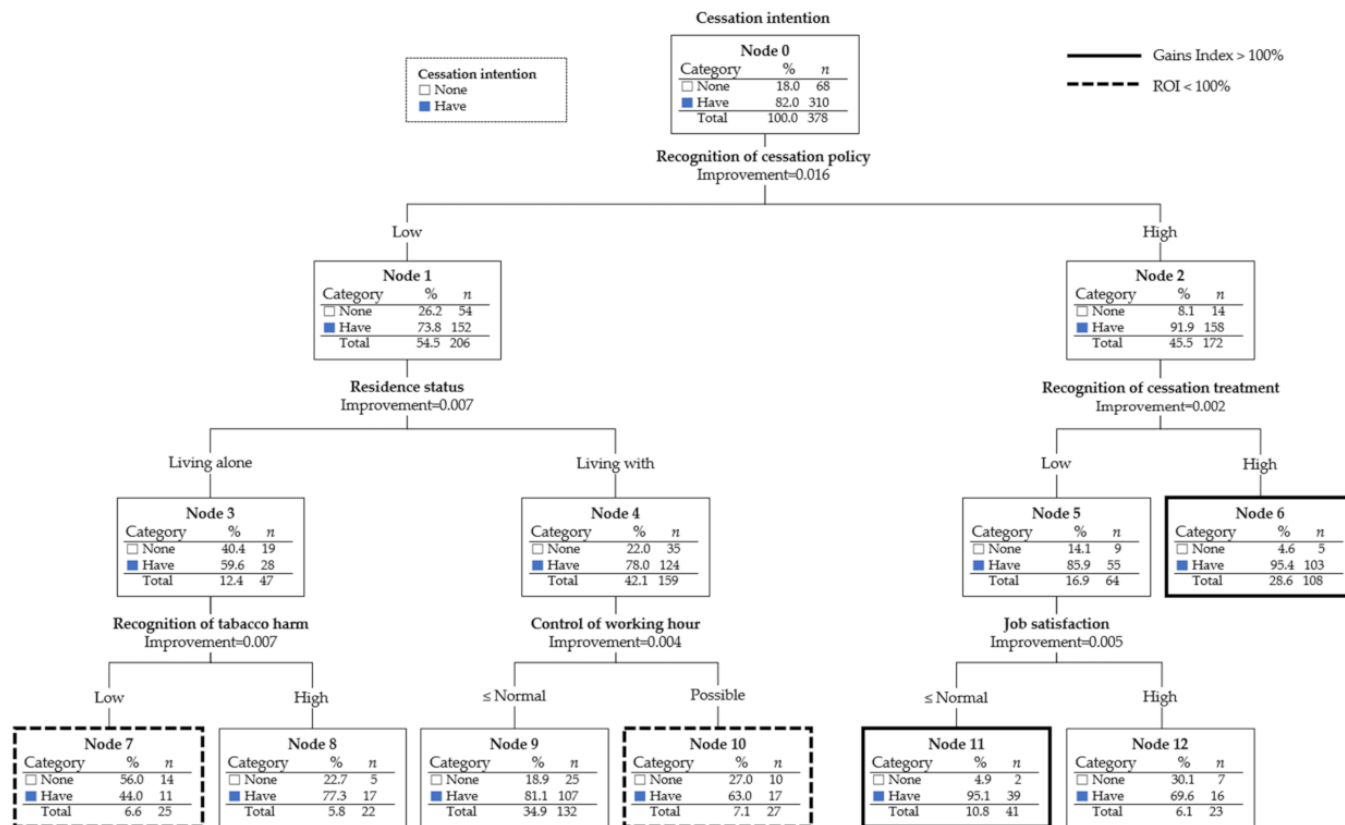 Cessation intention
Cessation intention
None
Have
Node 0
Category % n
None 18.0 68
Have 82.0 310
Total 100.0 378
Gains Index > 100%
ROI < 100%
Recognition of cessation policy
Improvement=0.016
Low
High
Node 1
Category % n
None 26.2 54
Have 73.8 152
Total 54.5 206
Node 2
Category % n
None 8.1 14
Have 91.9 158
Total 45.5 172
Residence status
Improvement=0.007
Recognition of cessation treatment
Improvement=0.002
Living alone
Living with
Low
High
Node 3
Category % n
None 40.4 19
Have 59.6 28
Total 12.4 47
Node 4
Category % n
None 22.0 35
Have 78.0 124
Total 42.1 159
Node 5
Category % n
None 14.1 9
Have 85.9 55
Total 16.9 64
Node 6
Category % n
None 4.6 5
Have 95.4 103
Total 28.6 108
Recognition of tabacco harm
Improvement=0.007
Control of working hour
Improvement=0.004
Job satisfaction
Improvement=0.005
Low
High
≤ Normal
Possible
≤ Normal
High
Node 7
Category % n
None 56.0 14
Have 44.0 11
Total 6.6 25
Node 8
Category % n
None 22.7 5
Have 77.3 17
Total 5.8 22
Node 9
Category % n
None 18.9 25
Have 81.1 107
Total 34.9 132
Node 10
Category % n
None 27.0 10
Have 63.0 17
Total 7.1 27
Node 11
Category % n
None 4.9 2
Have 95.1 39
Total 10.8 41
Node 12
Category % n
None 30.1 7
Have 69.6 16
Total 6.1 23